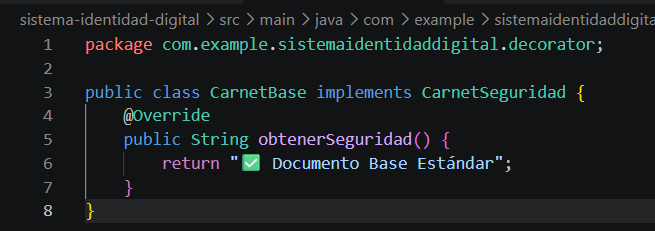 sistema-identidad-digital > src > main > java > com > example > sistemaidentidaddigita
1 package com.example.sistemaidentidaddigital.decorator;
2
3 public class CarnetBase implements CarnetSeguridad {
4     @Override
5     public String obtenerSeguridad() {
6         return "✅ Documento Base Estándar";
7     }
8 }